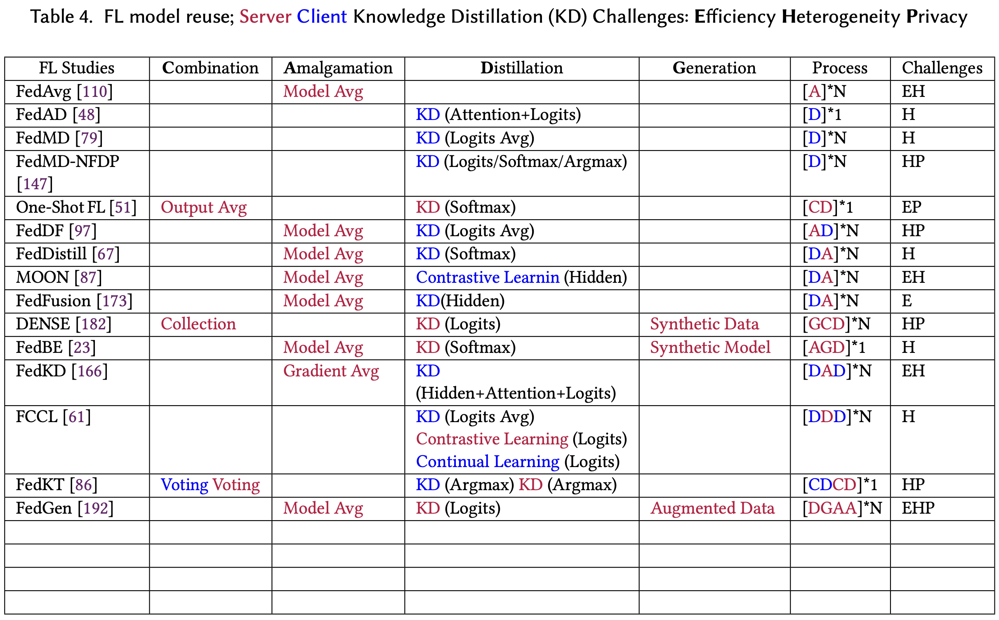 Table 4. FL model reuse; Server Client Knowledge Distillation (KD) Challenges: Efficiency Heterogeneity Privacy
FL Studies Combination Amalgamation Distillation Generation Process Challenges
FedAvg [110] Model Avg [A]*N EH
FedAD [48] KD (Attention+Logits) [D]*1 H
FedMD [79] KD (Logits Avg) [D]*N H
FedMD-NFDP KD (Logits/Softmax/Argmax) [D]*N HP
[147]
One-Shot FL [51] Output Avg KD (Softmax) [CD]*1 EP
FedDF [97] Model Avg KD (Logits Avg) [AD]*N HP
FedDistill [67] Model Avg KD (Softmax) [DA]*N H
MOON [87] Model Avg Contrastive Learnin (Hidden) [DA]*N EH
FedFusion [173] Model Avg KD(Hidden) [DA]*N E
DENSE [182] Collection KD (Logits) Synthetic Data [GCD]*N HP
FedBE [23] Model Avg KD (Softmax) Synthetic Model [AGD]*1 H
FedKD [166] Gradient Avg KD [DAD]*N EH
(Hidden+Attention+Logits)
FCCL [61] KD (Logits Avg) [DDD]*N H
Contrastive Learning (Logits)
Continual Learning (Logits)
FedKT [86] Voting Voting KD (Argmax) KD (Argmax) [CDCD]*1 HP
FedGen [192] Model Avg KD (Logits) Augmented Data [DGAA]*N EHP